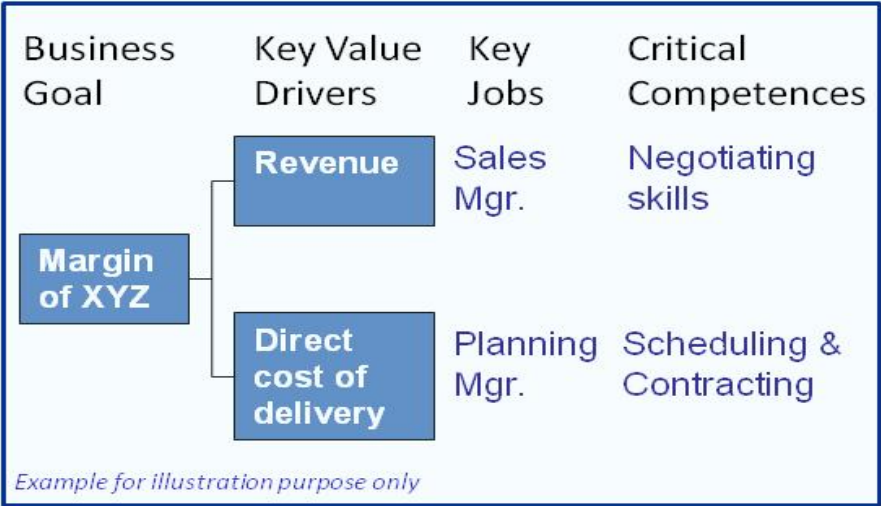 Business
Goal
Key Value
Drivers
Key
Jobs
Critical
Competences
Revenue
Sales
Mgr.
Negotiating
skills
Margin
of XYZ
Direct
cost of
delivery
Planning
Mgr.
Scheduling &
Contracting
Example for illustration purpose only